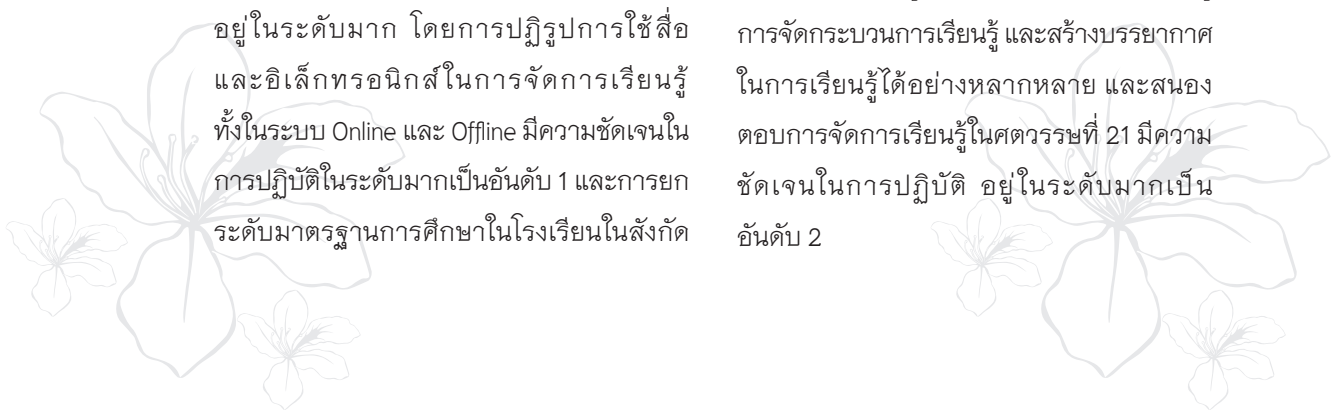 อยู่ในระดับมาก โดยการปฏิรูปการใช้สื่อ
และอิเล็กทรอนิกส์ในการจัดการเรียนรู้
ทั้งในระบบ Online และ Offline มีความชัดเจนใน
การปฏิบัติในระดับมากเป็นอันดับ 1 และการยก
ระดับมาตรฐานการศึกษาในโรงเรียนในสังกัด
การจัดกระบวนการเรียนรู้ และสร้างบรรยากาศ
ในการเรียนรู้ได้อย่างหลากหลาย และสนอง
ตอบการจัดการเรียนรู้ในศตวรรษที่ 21 มีความ
ชัดเจนในการปฏิบัติ อยู่ในระดับมากเป็น
อันดับ 2